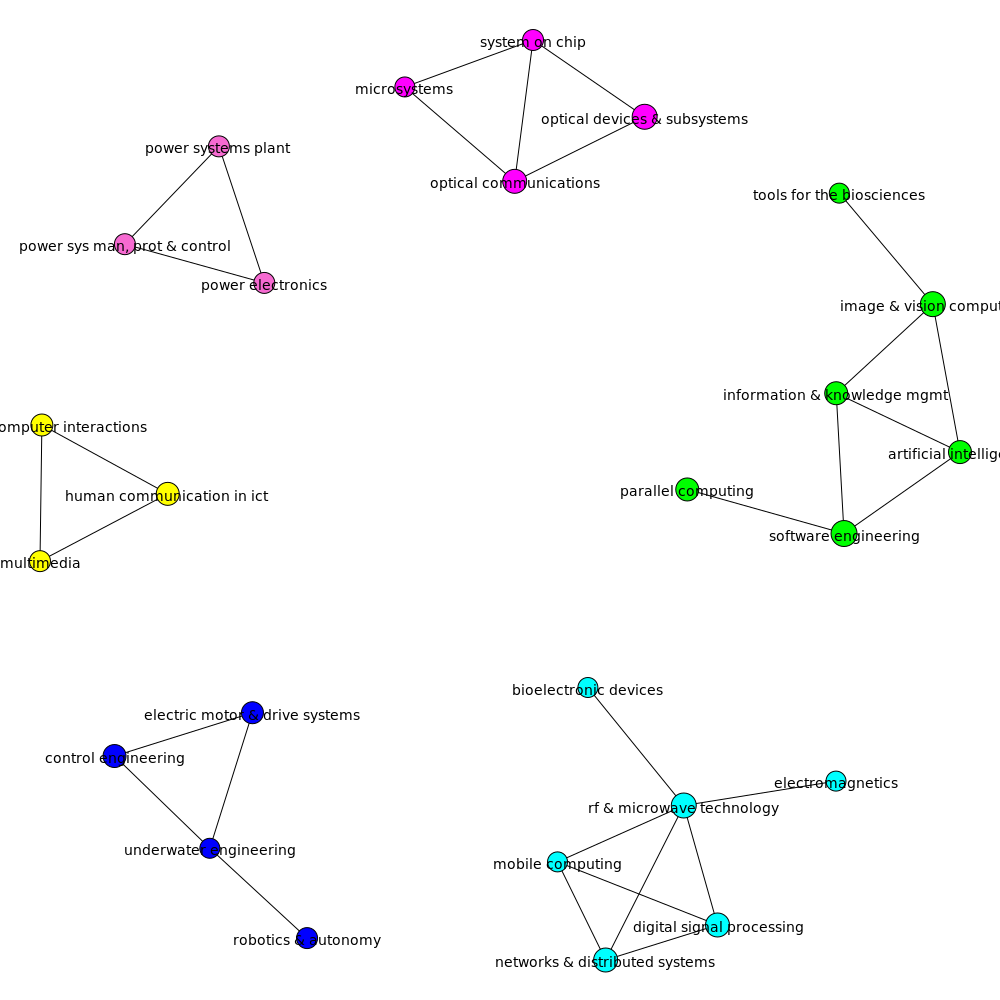 system on chip
microsystems
optical devices & subsystems
power systems plant
optical communications
tools for the biosciences
power sys man, prot & control
power electronics
image & vision comput
information & knowledge mgmt
omputer interactions
artificial intellige
parallel computing
human communication in ict
software engineering
multimedia
bioelectronic devices
electric motor & drive systems
control engineering
electromagnetics
rf & microwave technology
underwater engineering
mobile computing
digital signal processing
robotics & autonomy
networks & distributed systems